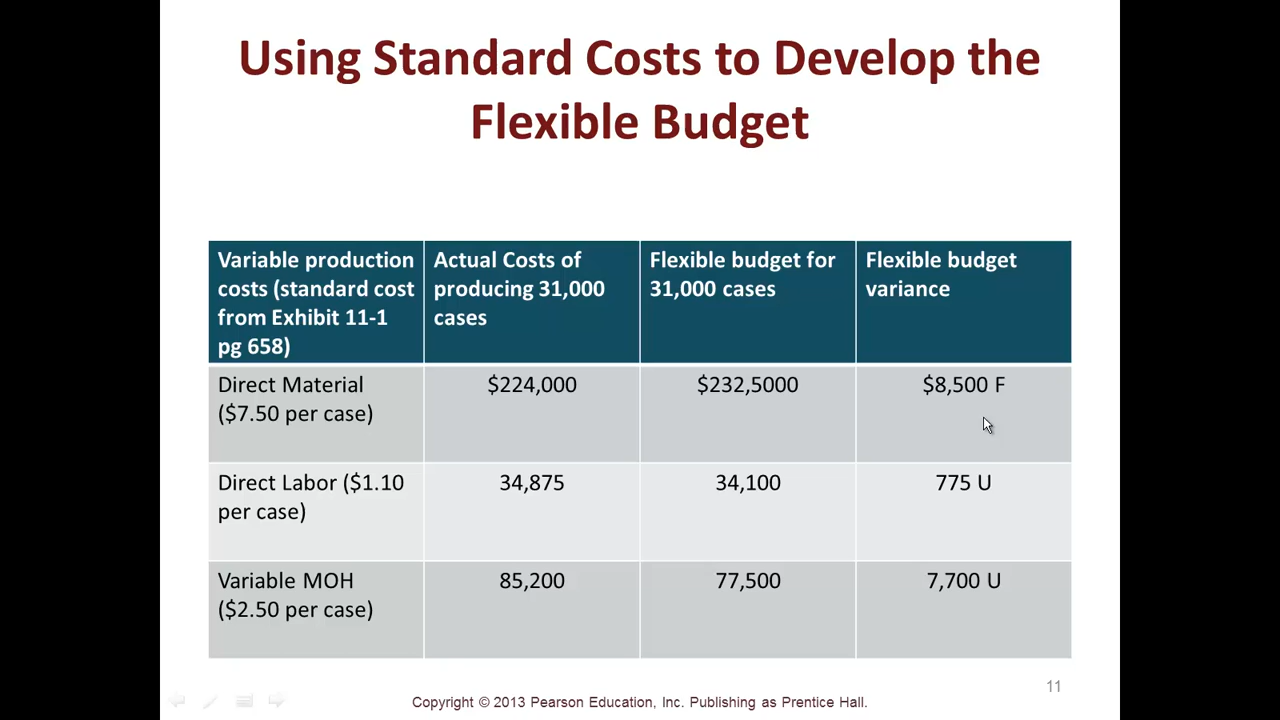 Using Standard Costs to Develop the
Flexible Budget
Variable production
costs (standard cost
from Exhibit 11-1
pg 658)
Actual Costs of
producing 31,000
cases
Flexible budget for
31,000 cases
Flexible budget
variance
Direct Material
($7.50 per case)
$224,000
$232,5000
$8,500 F
Direct Labor ($1.10
per case)
34,875
34,100
775 U
Variable MOH
($2.50 per case)
85,200
77,500
7,700 U
11
Copyright © 2013 Pearson Education, Inc. Publishing as Prentice Hall.